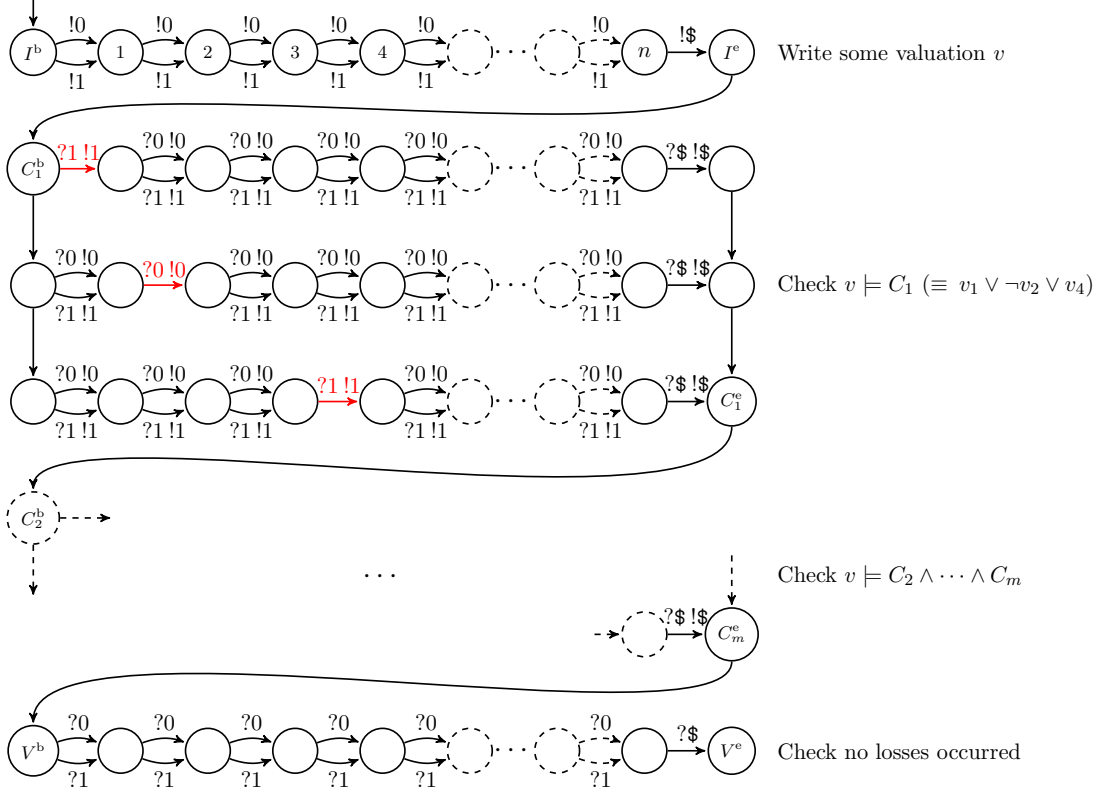 !0 !0 !0 !0 !0 !0 !$
I^b 1 2 3 4 ··· n I^e Write some valuation v
!1 !1 !1 !1 !1 !1
?1 !1 ?0 !0 ?0 !0 ?0 !0 ?0 !0 ?0 !0 ?$ !$
C_1^b ···
?1 !1 ?1 !1 ?1 !1 ?1 !1 ?1 !1
?0 !0 ?0 !0 ?0 !0 ?0 !0 ?0 !0 ?0 !0 ?$ !$
··· Check v ⊨ C_1 (≡ v_1 ∨ ¬v_2 ∨ v_4)
?1 !1 ?1 !1 ?1 !1 ?1 !1 ?1 !1
?0 !0 ?0 !0 ?0 !0 ?1 !1 ?0 !0 ?0 !0 ?$ !$
··· C_1^e
?1 !1 ?1 !1 ?1 !1 ?1 !1 ?1 !1
C_2^b
··· Check v ⊨ C_2 ∧ ··· ∧ C_m
?$ !$
C_m^e
?0 ?0 ?0 ?0 ?0 ?0 ?$
V^b ··· V^e Check no losses occurred
?1 ?1 ?1 ?1 ?1 ?1